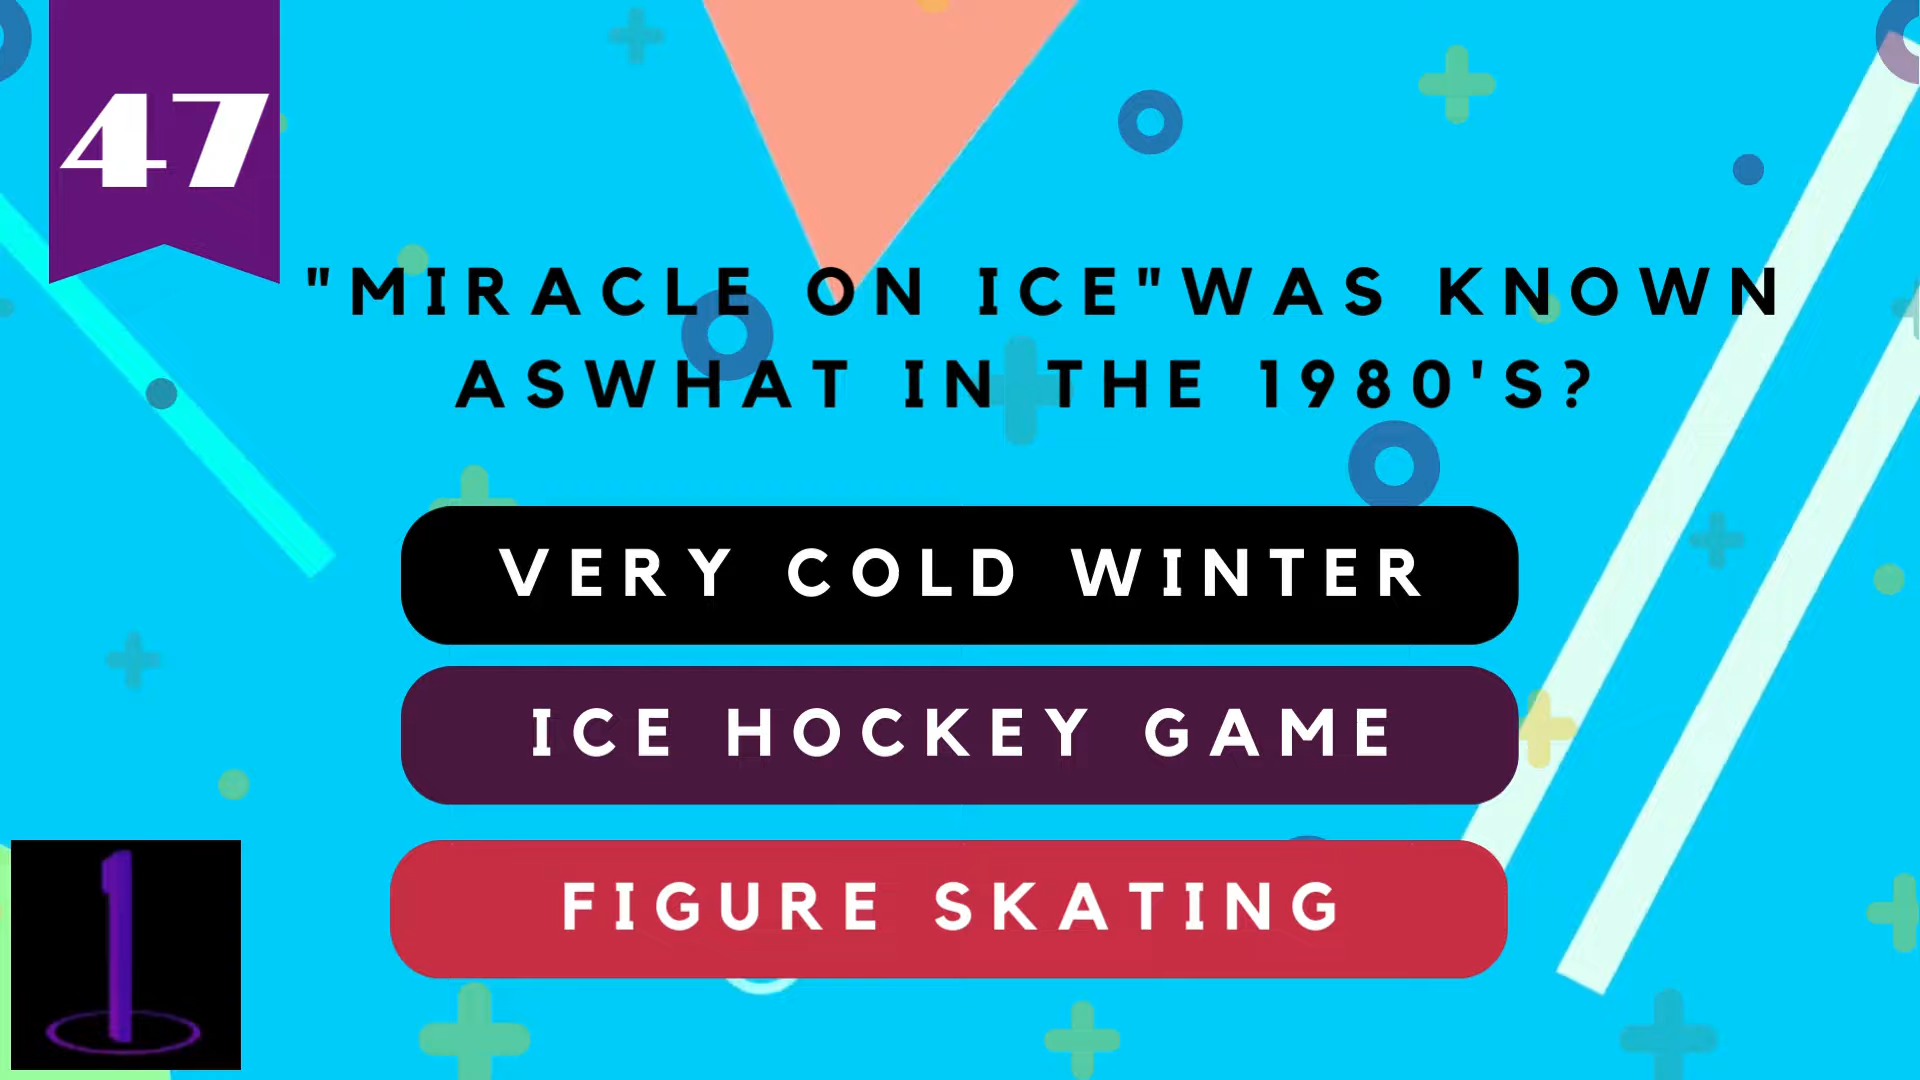 47
"MIRACLE ON ICE"WAS KNOWN
ASWHAT IN THE 1980'S?
VERY COLD WINTER
ICE HOCKEY GAME
FIGURE SKATING
1